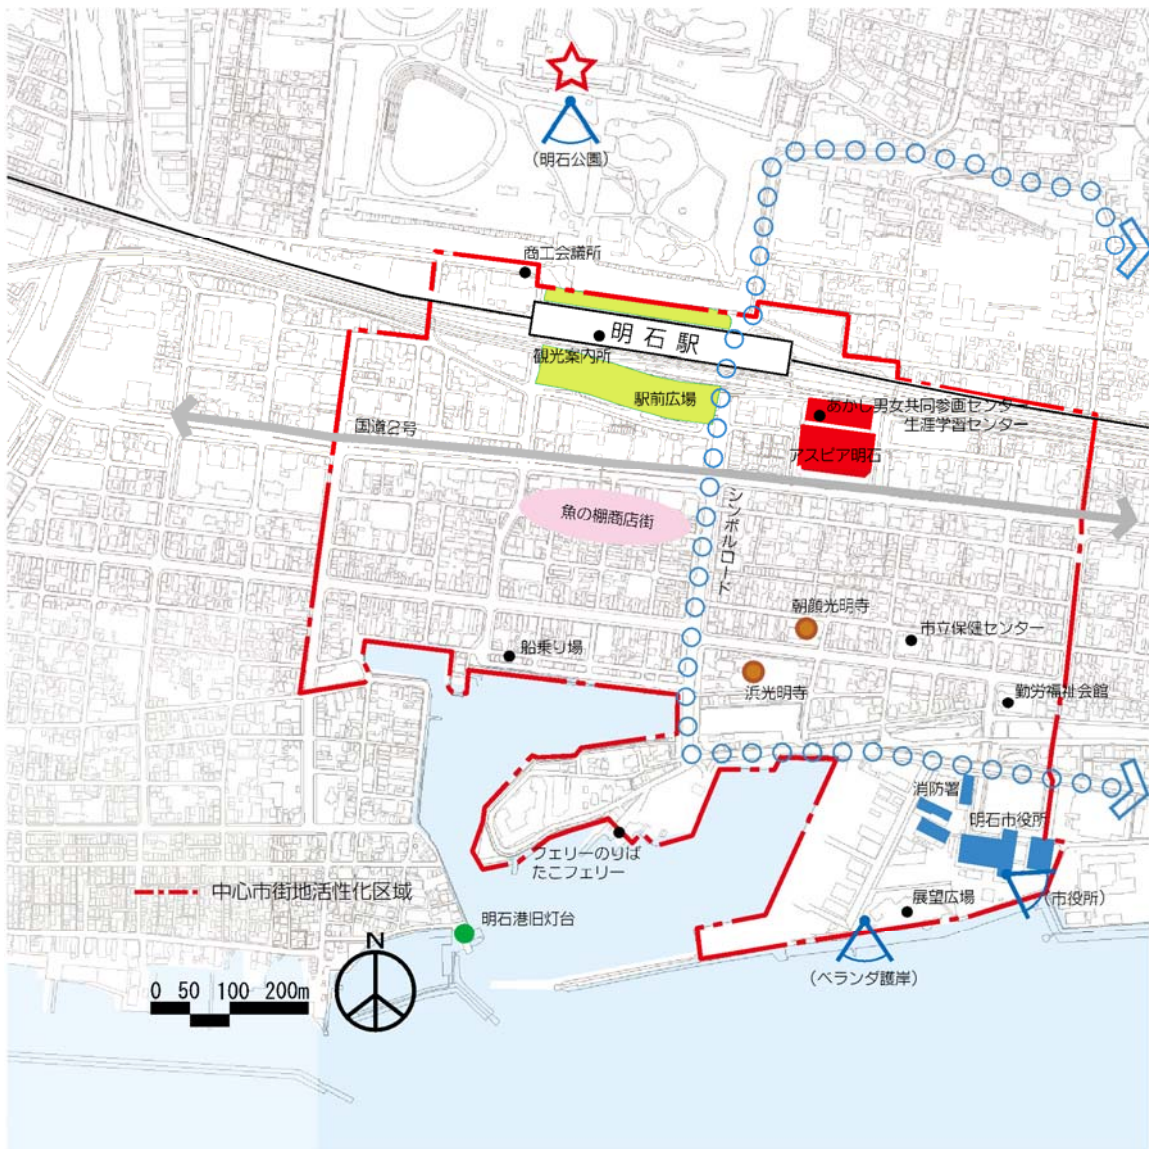 (明石公園)
商工会議所
明石駅
観光案内所
駅前広場
あかし男女共同参画センター
生涯学習センター
国道2号
アスピア明石
魚の棚商店街
シンボルロード
朝顔光明寺
市立保健センター
船乗り場
浜光明寺
勤労福祉会館
消防署
明石市役所
フェリーのりば
たこフェリー
中心市街地活性化区域
展望広場
(市役所)
明石港旧灯台
N
(ベランダ護岸)
0 50 100 200m